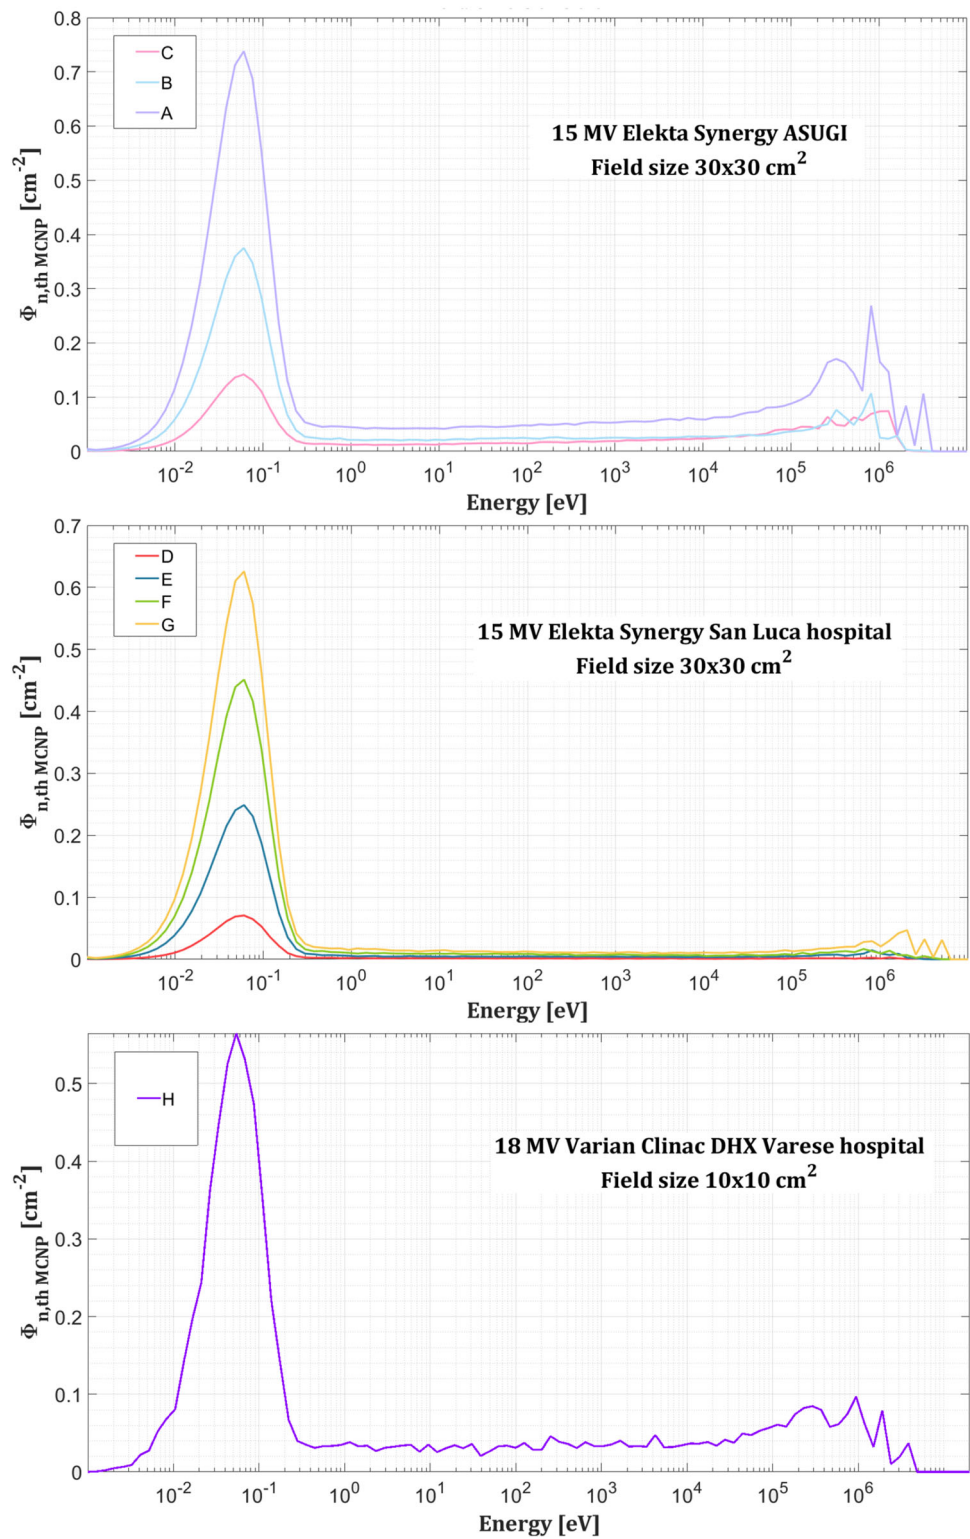 0.8
0.7
0.6
0.5
0.4
0.3
0.2
0.1
0
Φn,th MCNP [cm-2]
C
B
A
15 MV Elekta Synergy ASUGI
Field size 30x30 cm2
10-2 10-1 100 101 102 103 104 105 106
Energy [eV]
0.7
0.6
0.5
0.4
0.3
0.2
0.1
0
Φn,th MCNP [cm-2]
D
E
F
G
15 MV Elekta Synergy San Luca hospital
Field size 30x30 cm2
10-2 10-1 100 101 102 103 104 105 106
Energy [eV]
0.5
0.4
0.3
0.2
0.1
0
Φn,th MCNP [cm-2]
H
18 MV Varian Clinac DHX Varese hospital
Field size 10x10 cm2
10-2 10-1 100 101 102 103 104 105 106
Energy [eV]